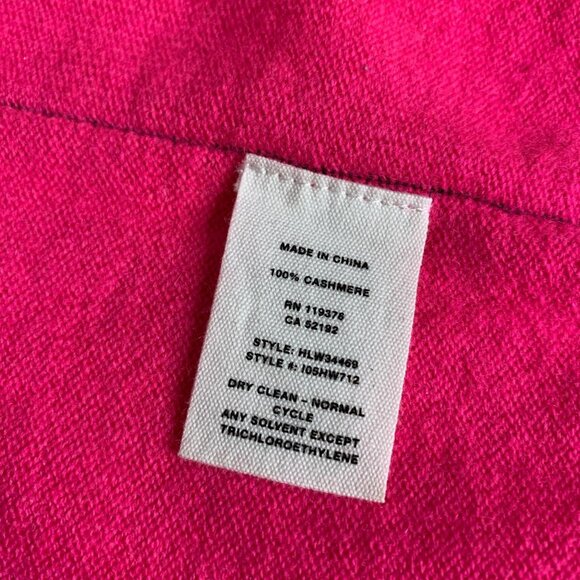 MADE IN CHINA
100% CASHMERE
RN 119378
CA 52192
STYLE: HLW34469
STYLE #: I05HW712
DRY CLEAN - NORMAL
CYCLE
ANY SOLVENT EXCEPT
TRICHLOROETHYLENE